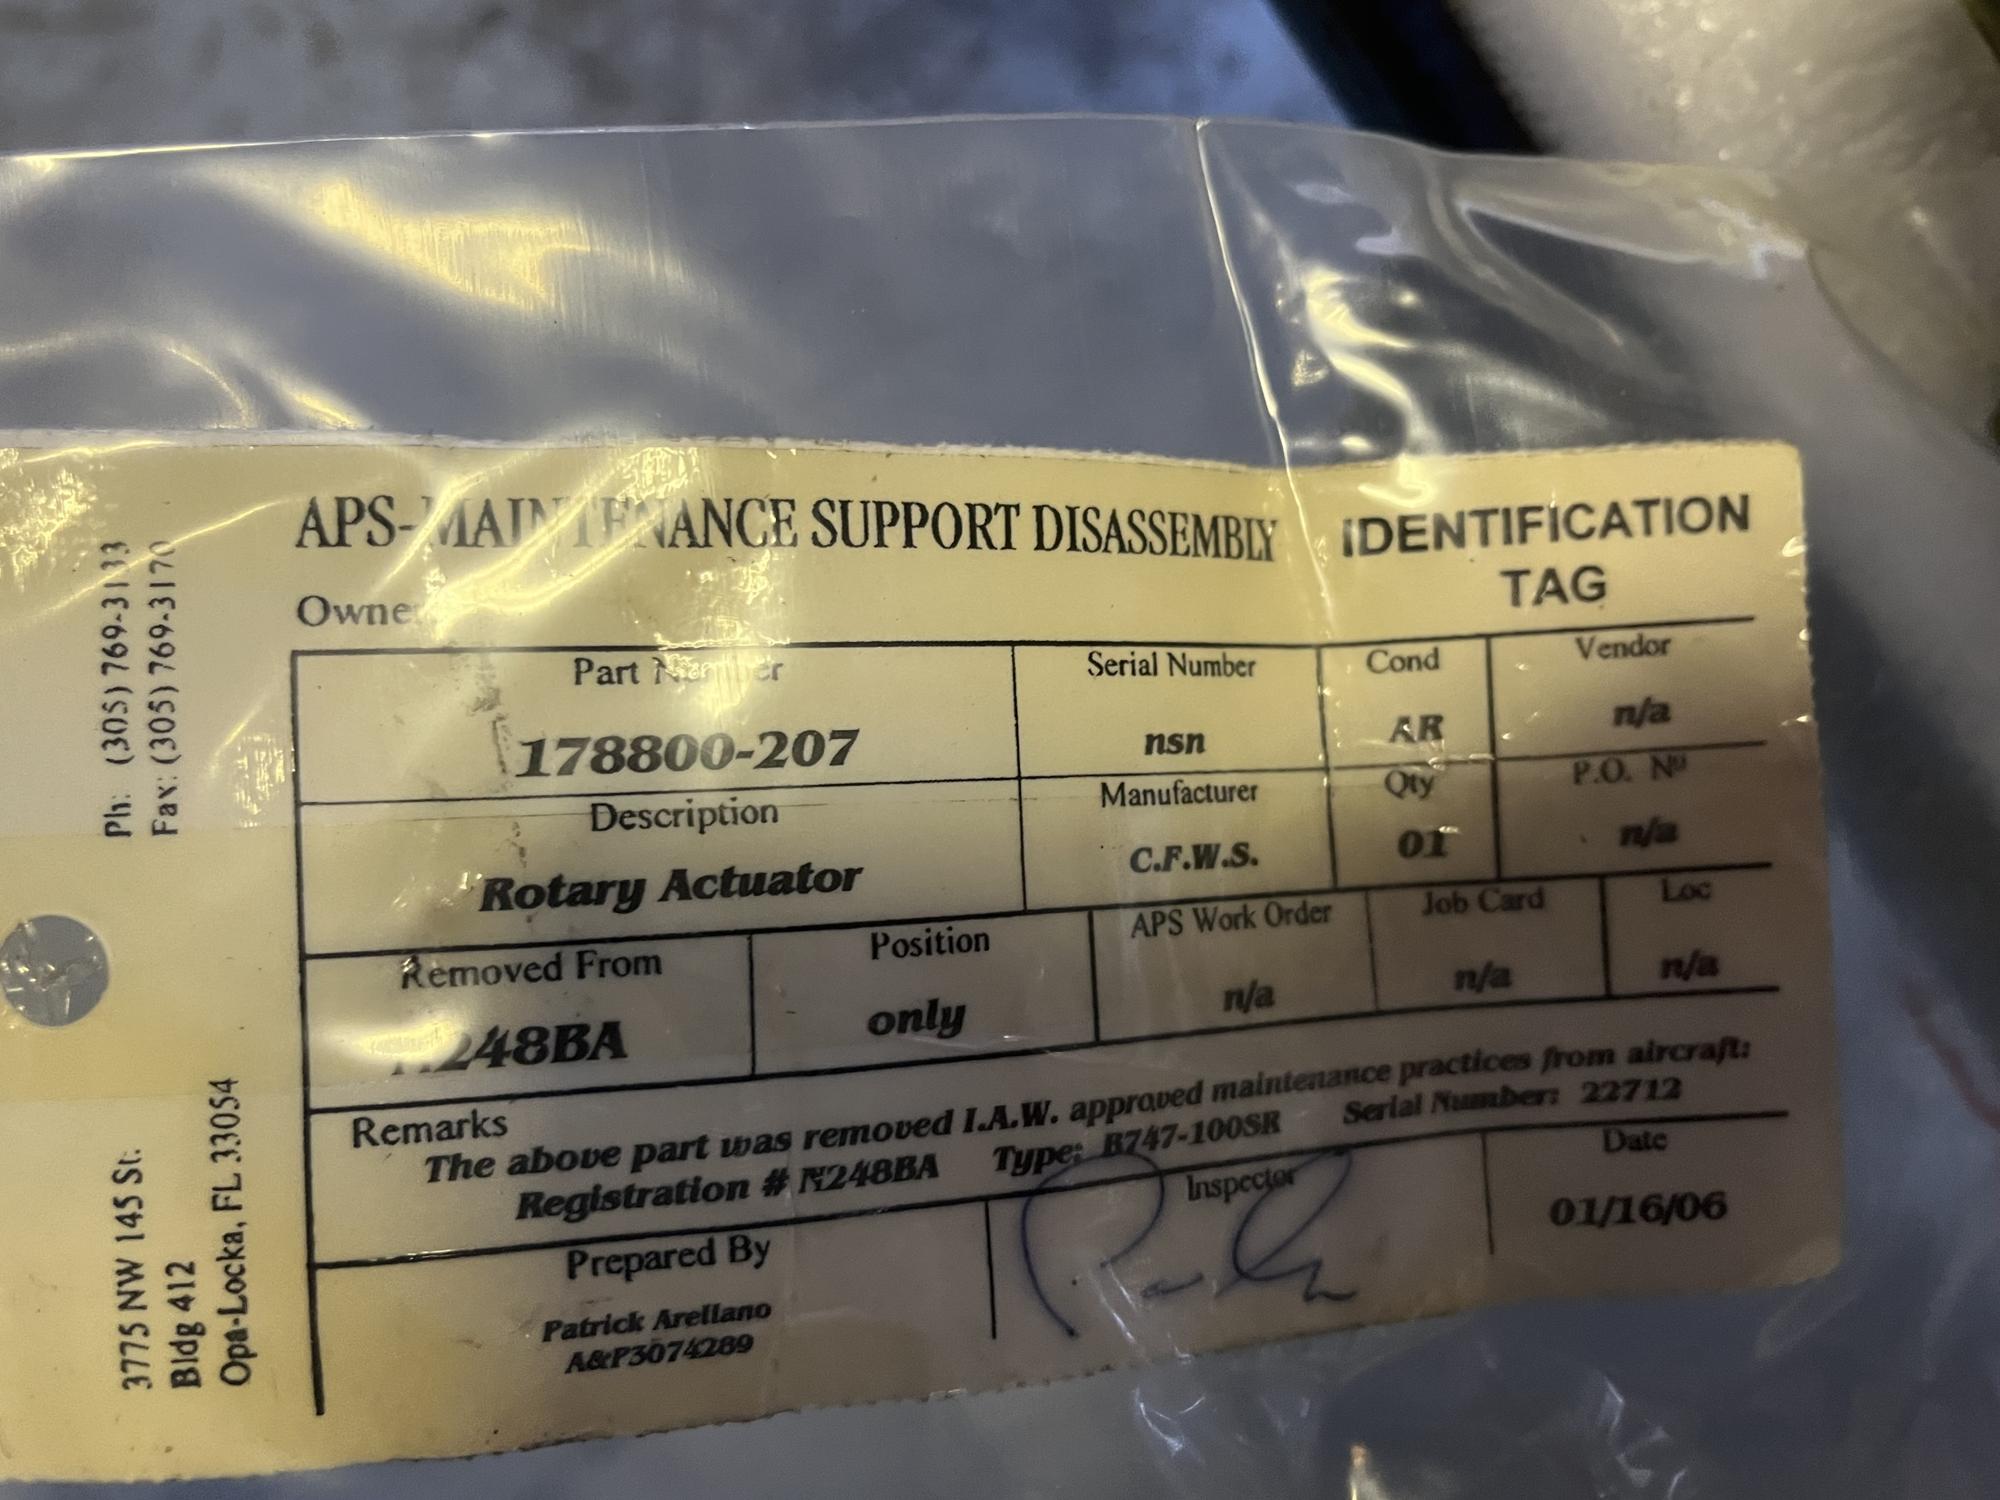 APS-MAINTENANCE SUPPORT DISASSEMBLY
IDENTIFICATION
TAG
Owne
Part Number
178800-207
Serial Number
nsn
Cond
AR
Vendor
n/a
Description
Rotary Actuator
Manufacturer
C.F.W.S.
Qty
01
P.O. Nº
n/a
Removed From
248BA
Position
only
APS Work Order
n/a
Job Card
n/a
Loc
n/a
Remarks
The above part was removed I.A.W. approved maintenance practices from aircraft:
Registration # N248BA Type: B747-100SR Serial Number: 22712
Prepared By
Patrick Arellano
A&P3074289
Inspector
Date
01/16/06
Ph: (305) 769-3133
Fax: (305) 769-3170
3775 NW 145 St.
Bldg 412
Opa-Locka, FL 33054